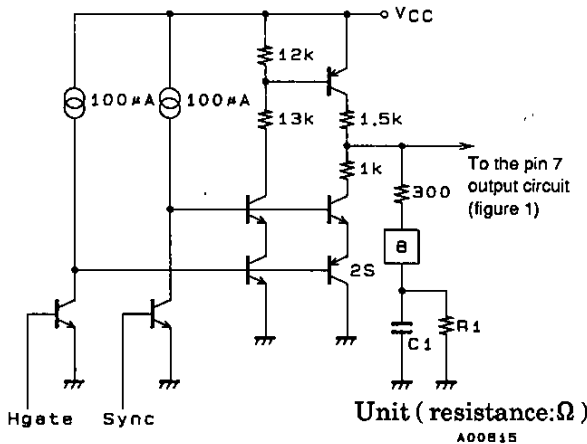 VCC
12k
100μA
100μA
13k
1.5k
1k
To the pin 7
output circuit
(figure 1)
300
8
2S
C1
R1
Hgate
Sync
Unit ( resistance:Ω )
A00815